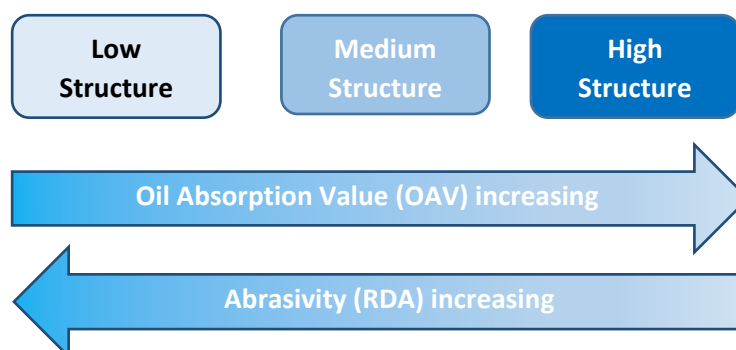 Low
Structure
Medium
Structure
High
Structure
Oil Absorption Value (OAV) increasing
Abrasivity (RDA) increasing